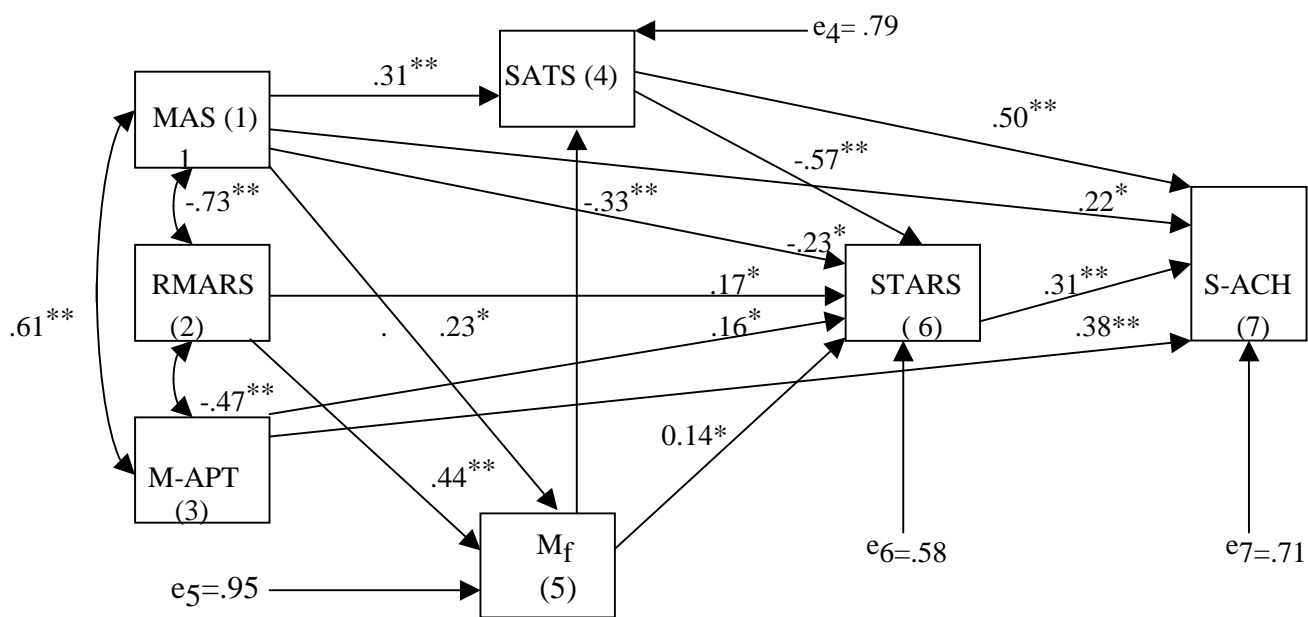 e4= .79
.31**
SATS (4)
MAS (1)
1
.50**
-.57**
-.73**
-.33**
.22*
-.23*
RMARS
(2)
.17*
STARS
( 6)
.31**
S-ACH
(7)
.61**
.
.23*
.16*
.38**
-.47**
0.14*
M-APT
(3)
.44**
Mf
(5)
e6=.58
e7=.71
e5=.95